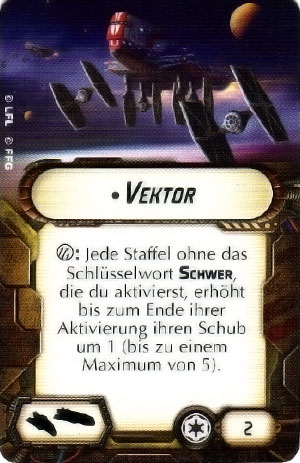 © LFL © FFG
• VEKTOR
: Jede Staffel ohne das
Schlüsselwort SCHWER,
die du aktivierst, erhöht
bis zum Ende ihrer
Aktivierung ihren Schub
um 1 (bis zu einem
Maximum von 5).
2